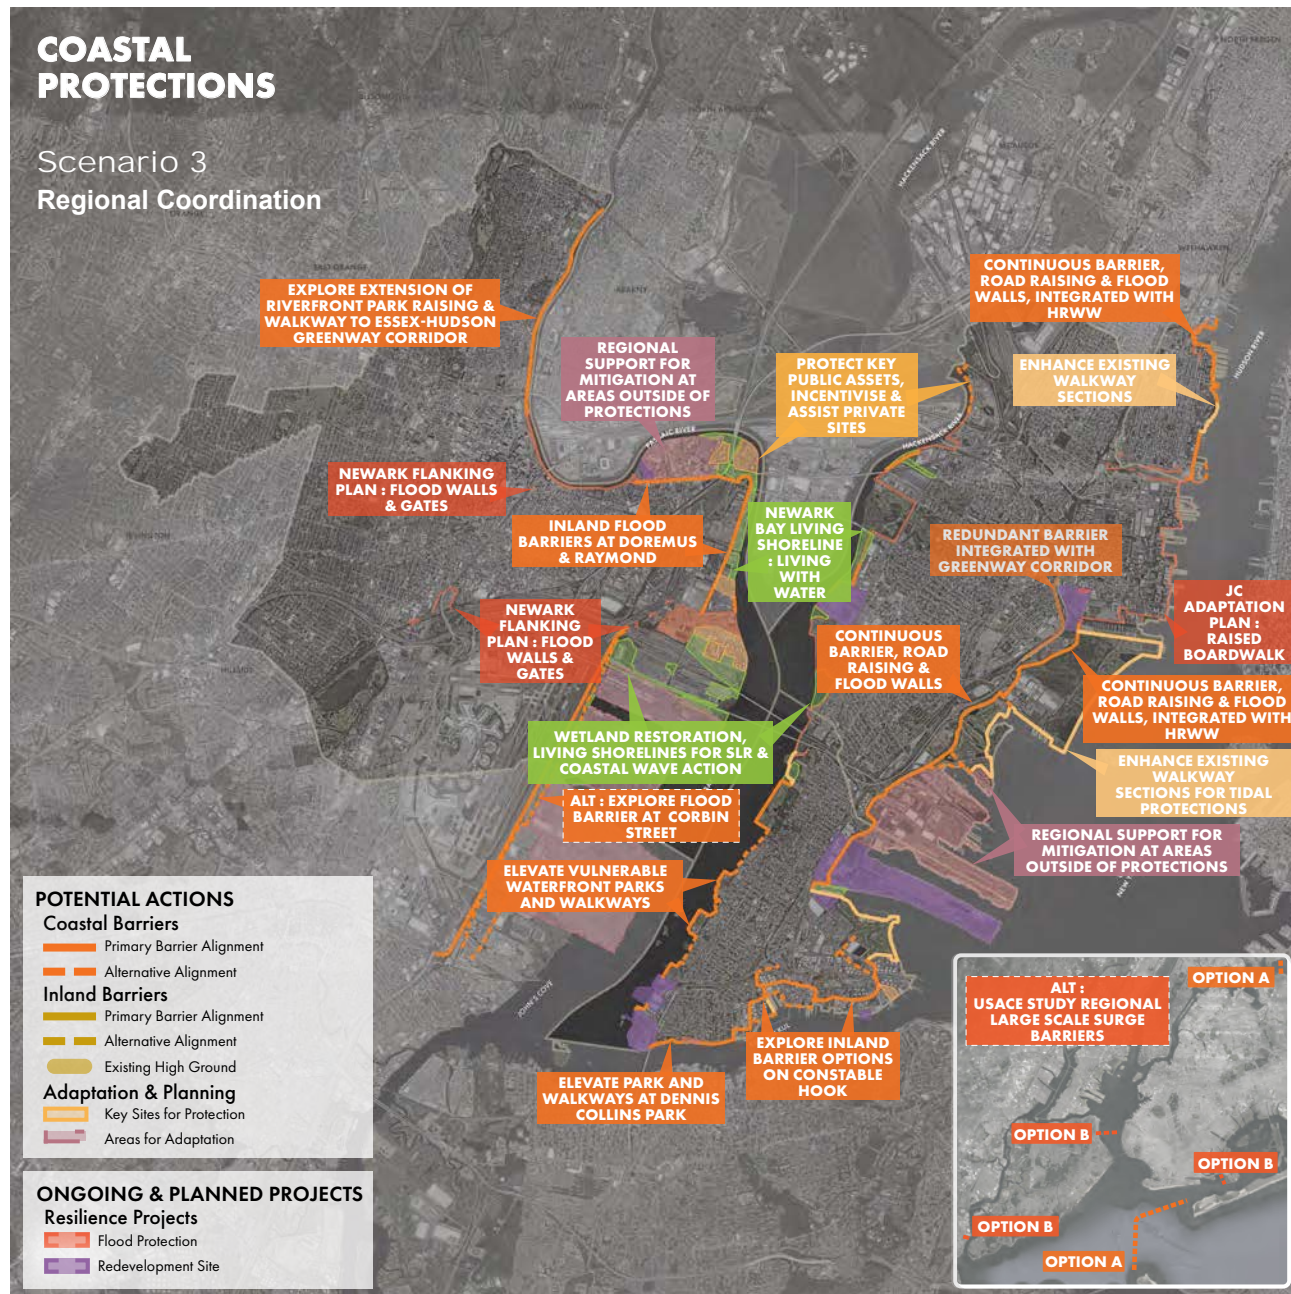 COASTAL
PROTECTIONS
Scenario 3
Regional Coordination
HACKENSACK RIVER
CONTINUOUS BARRIER,
ROAD RAISING & FLOOD
WALLS, INTEGRATED WITH
HRWW
EXPLORE EXTENSION OF
RIVERFRONT PARK RAISING &
WALKWAY TO ESSEX-HUDSON
GREENWAY CORRIDOR
HUDSON RIVER
REGIONAL
SUPPORT FOR
MITIGATION AT
AREAS OUTSIDE OF
PROTECTIONS
PROTECT KEY
PUBLIC ASSETS,
INCENTIVISE &
ASSIST PRIVATE
SITES
ENHANCE EXISTING
WALKWAY
SECTIONS
HACKENSACK RIVER
NEWARK FLANKING
PLAN : FLOOD WALLS
& GATES
INLAND FLOOD
BARRIERS AT DOREMUS
& RAYMOND
NEWARK
BAY LIVING
SHORELINE
: LIVING
WITH
WATER
REDUNDANT BARRIER
INTEGRATED WITH
GREENWAY CORRIDOR
JC
ADAPTATION
PLAN :
RAISED
BOARDWALK
NEWARK
FLANKING
PLAN : FLOOD
WALLS &
GATES
CONTINUOUS
BARRIER, ROAD
RAISING &
FLOOD WALLS
CONTINUOUS BARRIER,
ROAD RAISING & FLOOD
WALLS, INTEGRATED WITH
HRWW
WETLAND RESTORATION,
LIVING SHORELINES FOR SLR &
COASTAL WAVE ACTION
ENHANCE EXISTING
WALKWAY
SECTIONS FOR TIDAL
PROTECTIONS
ALT : EXPLORE FLOOD
BARRIER AT CORBIN
STREET
REGIONAL SUPPORT FOR
MITIGATION AT AREAS
OUTSIDE OF PROTECTIONS
ELEVATE VULNERABLE
WATERFRONT PARKS
AND WALKWAYS
JOHN'S COVE
EXPLORE INLAND
BARRIER OPTIONS
ON CONSTABLE
HOOK
ELEVATE PARK AND
WALKWAYS AT DENNIS
COLLINS PARK
POTENTIAL ACTIONS
Coastal Barriers
Primary Barrier Alignment
Alternative Alignment
Inland Barriers
Primary Barrier Alignment
Alternative Alignment
Existing High Ground
Adaptation & Planning
Key Sites for Protection
Areas for Adaptation
ONGOING & PLANNED PROJECTS
Resilience Projects
Flood Protection
Redevelopment Site
OPTION A
ALT :
USACE STUDY REGIONAL
LARGE SCALE SURGE
BARRIERS
OPTION B
OPTION B
OPTION B
OPTION A